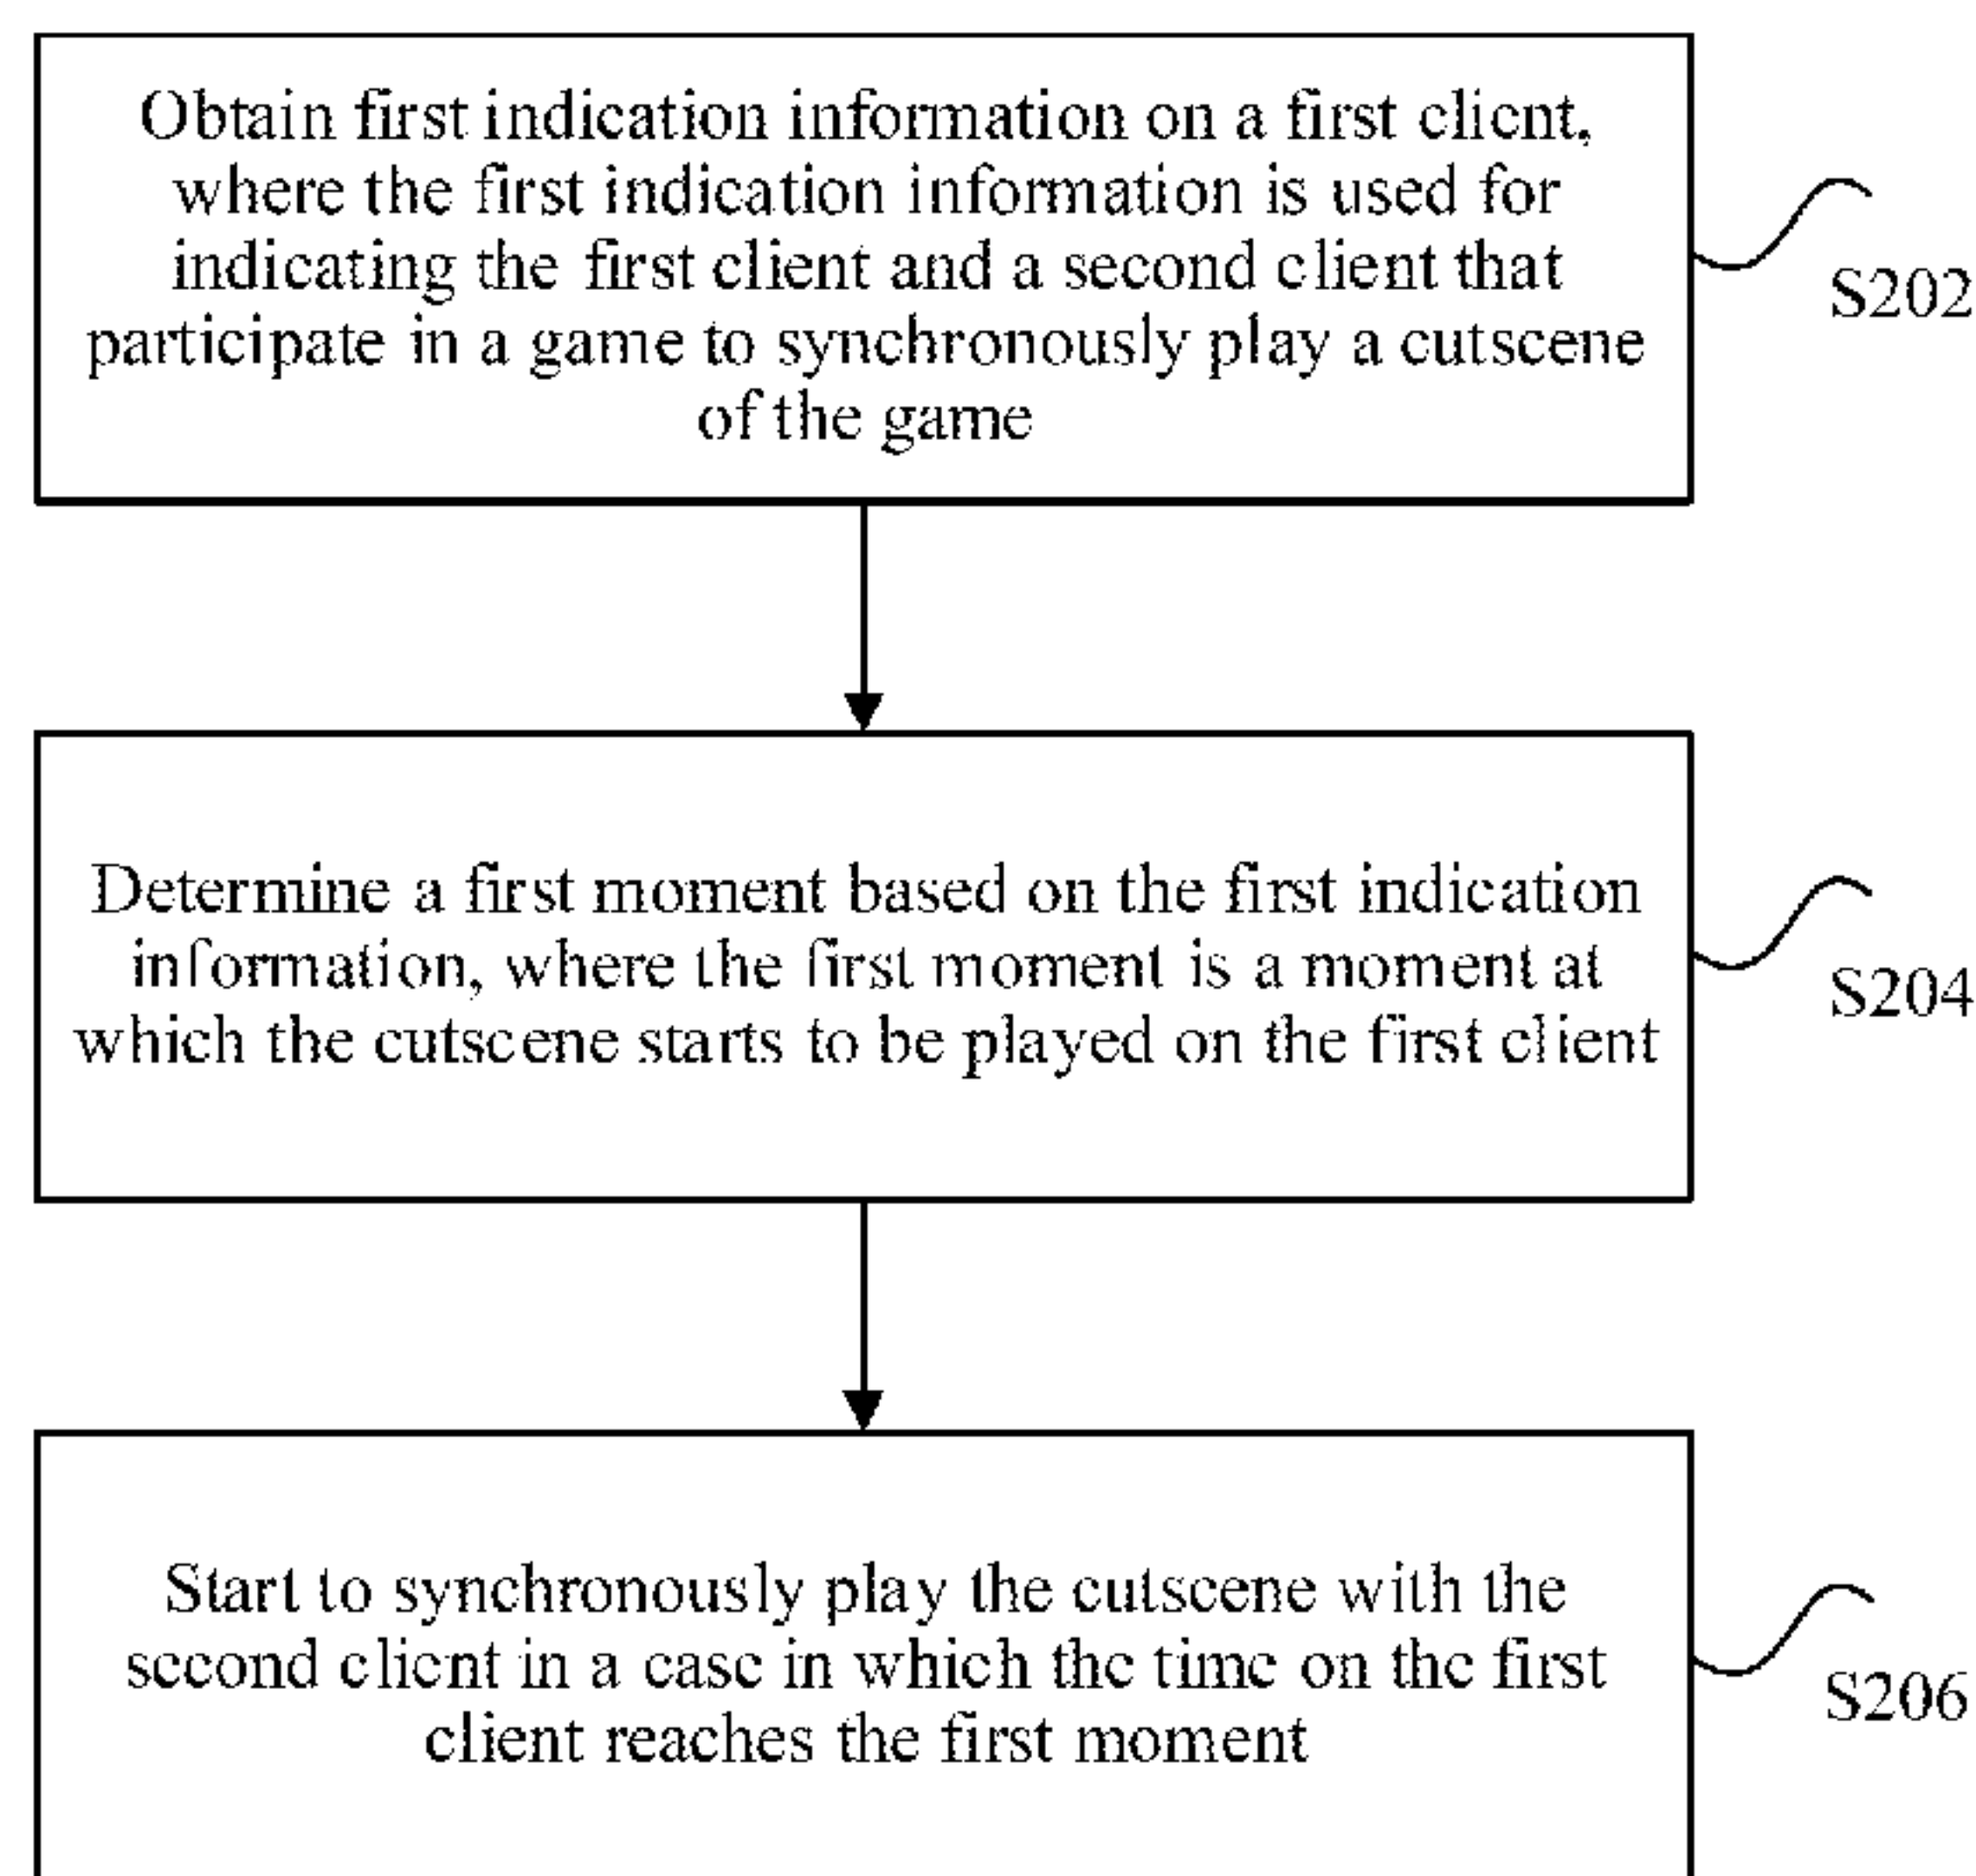 Obtain first indication information on a first client,
where the first indication information is used for
indicating the first client and a second client that
participate in a game to synchronously play a cutscene
of the game
S202
Determine a first moment based on the first indication
information, where the first moment is a moment at
which the cutscene starts to be played on the first client
S204
Start to synchronously play the cutscene with the
second client in a case in which the time on the first
client reaches the first moment
S206